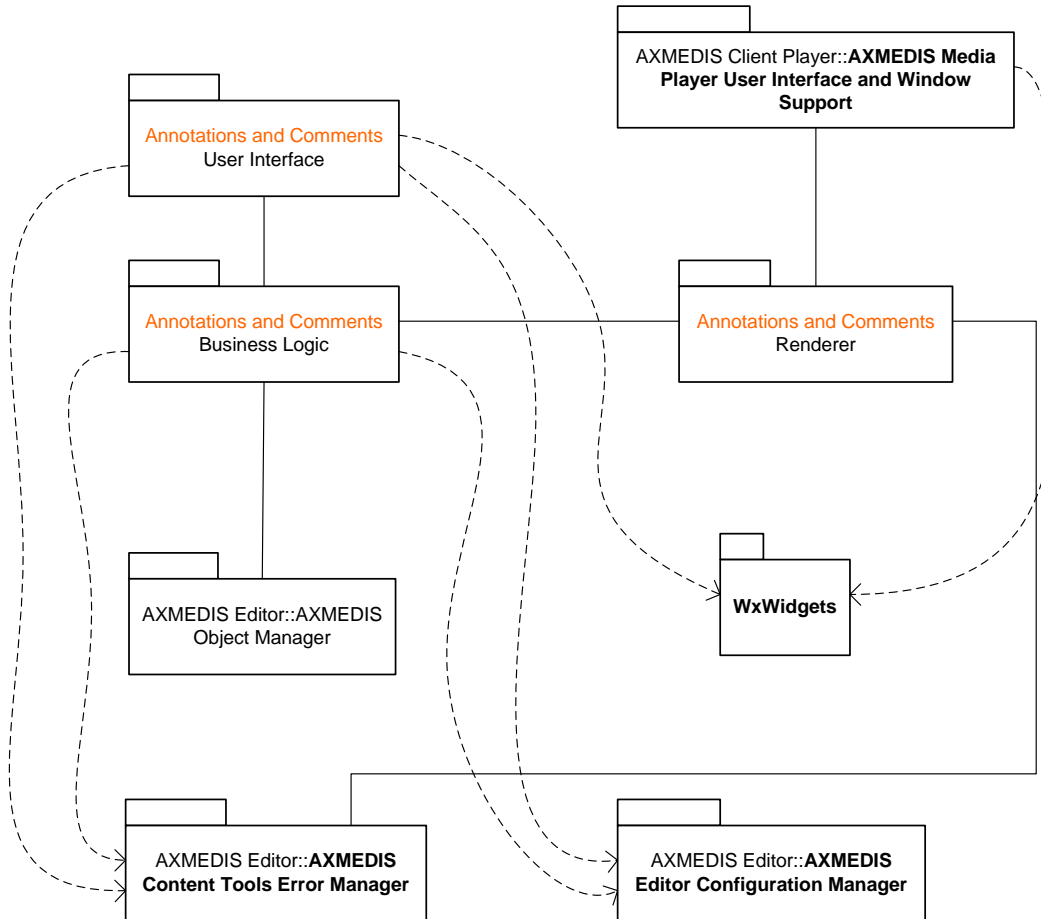 AXMEDIS Client Player::AXMEDIS Media
Player User Interface and Window
Support
Annotations and Comments
User Interface
Annotations and Comments
Business Logic
Annotations and Comments
Renderer
AXMEDIS Editor::AXMEDIS
Object Manager
WxWidgets
AXMEDIS Editor::AXMEDIS
Content Tools Error Manager
AXMEDIS Editor::AXMEDIS
Editor Configuration Manager